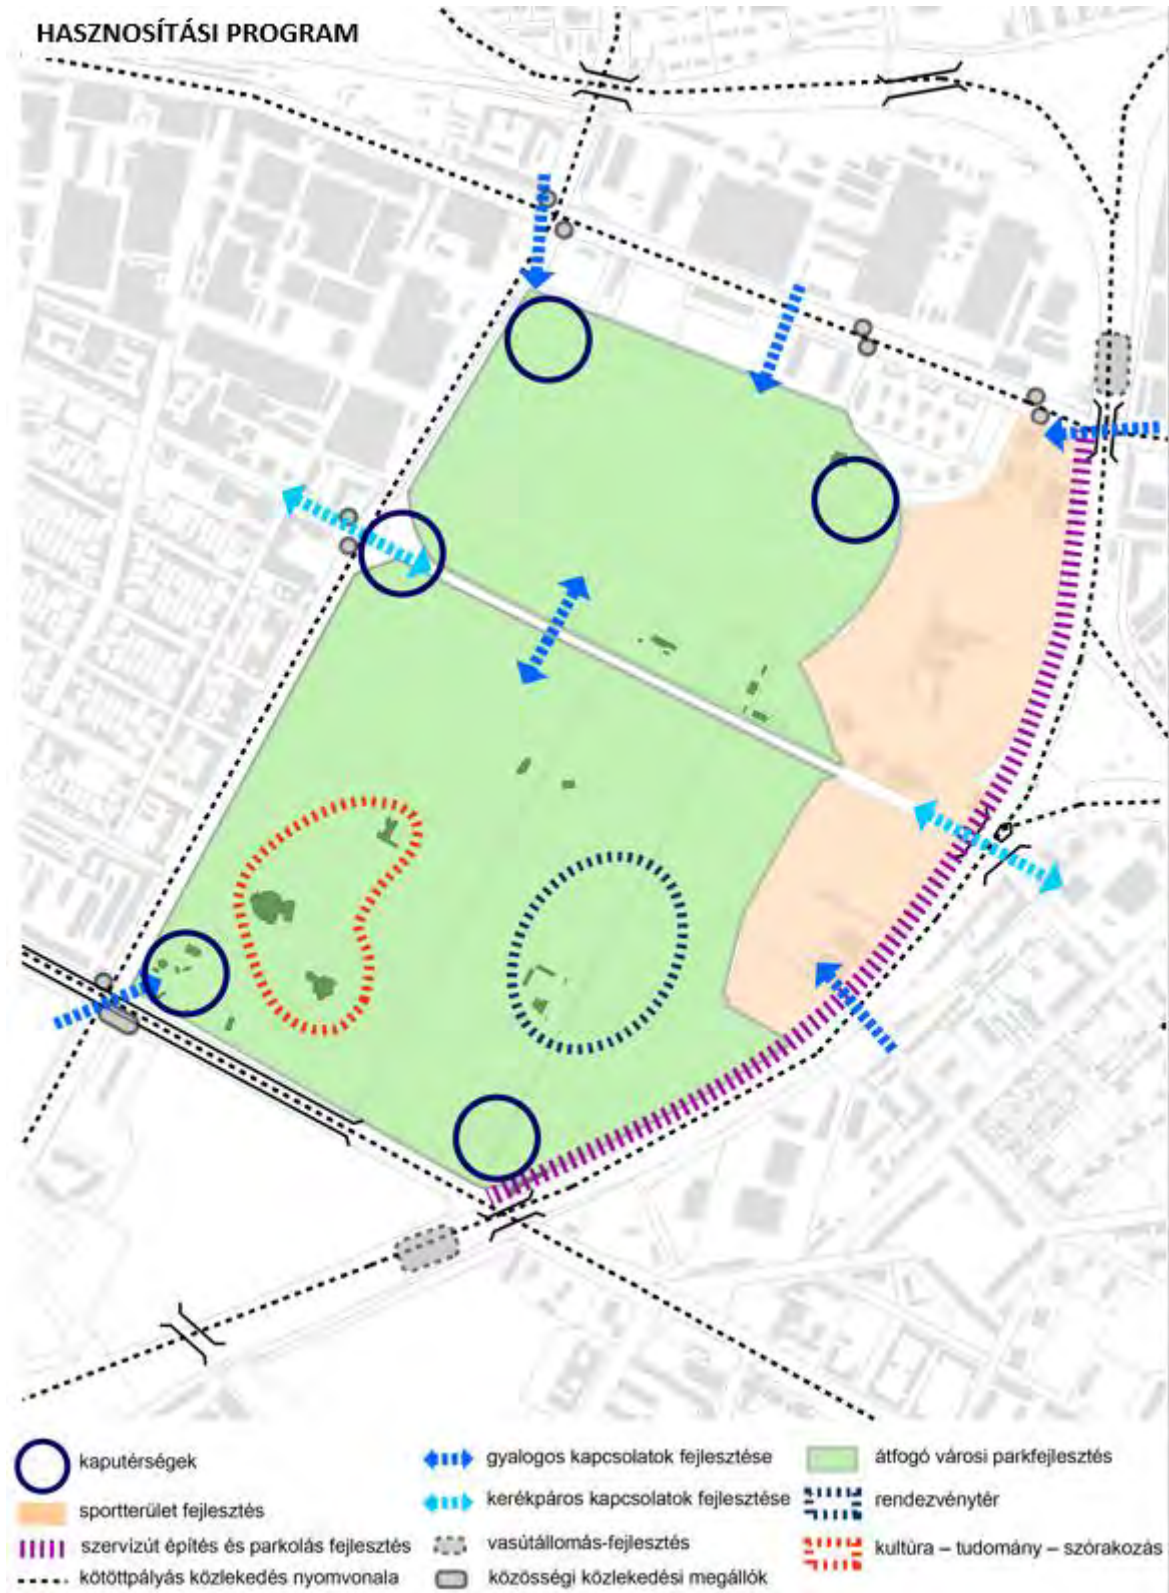 HASZNOSÍTÁSI PROGRAM
kaputérségek
sportterület fejlesztés
szervízút építés és parkolás fejlesztés
kötöttpályás közlekedés nyomvonala
gyalogos kapcsolatok fejlesztése
kerékpáros kapcsolatok fejlesztése
vasútállomás-fejlesztés
közösségi közlekedési megállók
átfogó városi parkfejlesztés
rendezvénytér
kultúra – tudomány – szórakozás